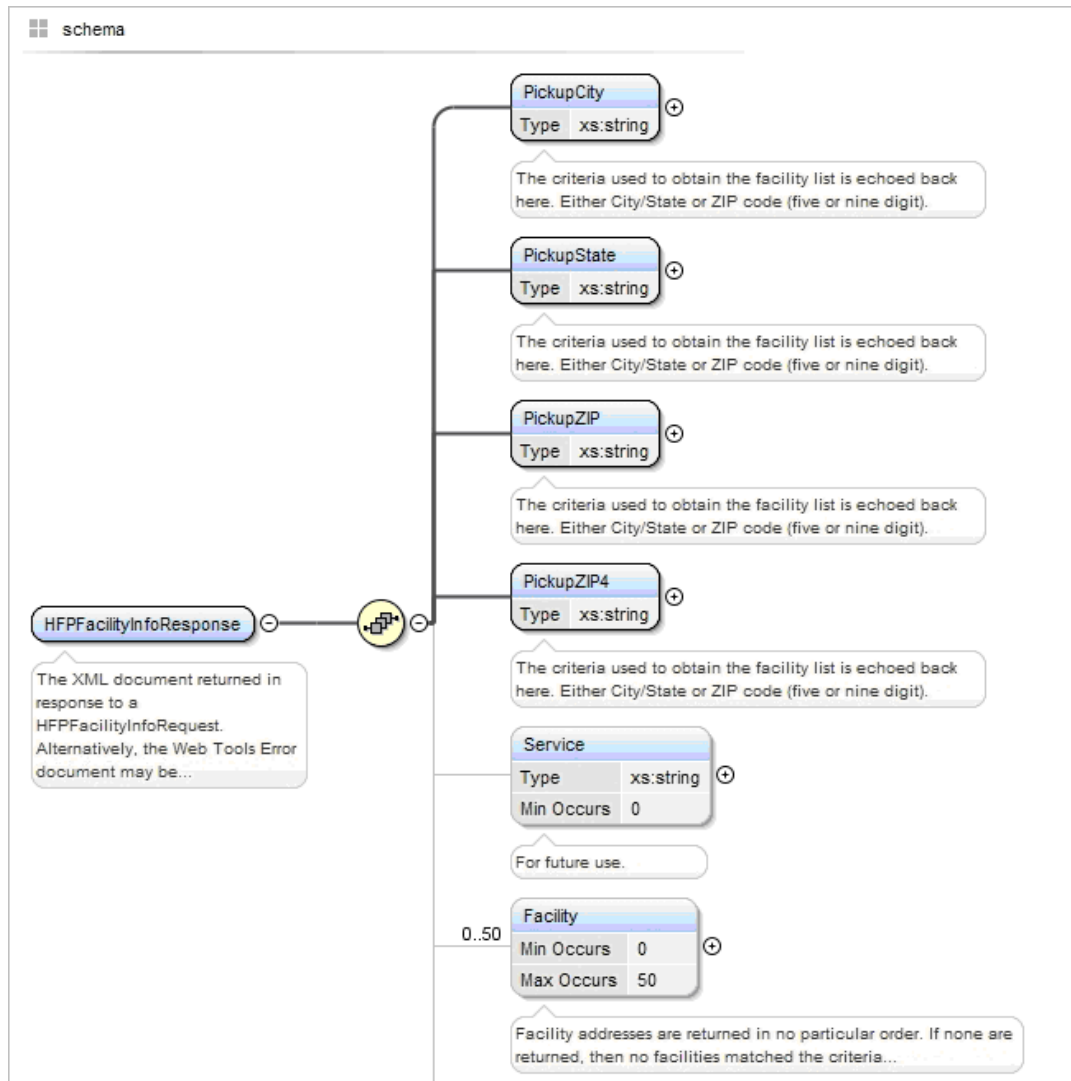 schema
PickupCity
Type xs:string
The criteria used to obtain the facility list is echoed back
here. Either City/State or ZIP code (five or nine digit).
PickupState
Type xs:string
The criteria used to obtain the facility list is echoed back
here. Either City/State or ZIP code (five or nine digit).
PickupZIP
Type xs:string
The criteria used to obtain the facility list is echoed back
here. Either City/State or ZIP code (five or nine digit).
PickupZIP4
Type xs:string
The criteria used to obtain the facility list is echoed back
here. Either City/State or ZIP code (five or nine digit).
HFPFacilityInfoResponse
The XML document returned in
response to a
HFPFacilityInfoRequest.
Alternatively, the Web Tools Error
document may be...
Service
Type xs:string
Min Occurs 0
For future use.
0..50
Facility
Min Occurs 0
Max Occurs 50
Facility addresses are returned in no particular order. If none are
returned, then no facilities matched the criteria...